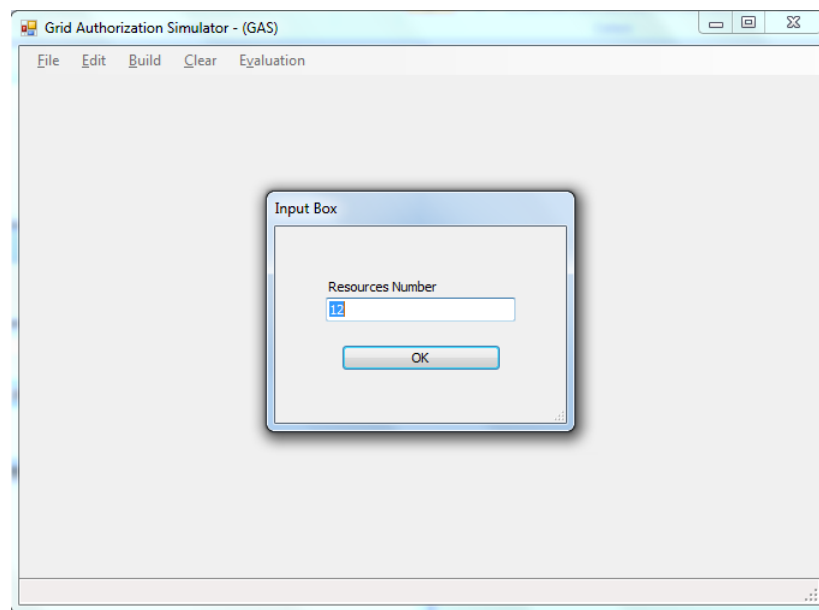 Grid Authorization Simulator - (GAS)
File Edit Build Clear Evaluation
Input Box
Resources Number
12
OK